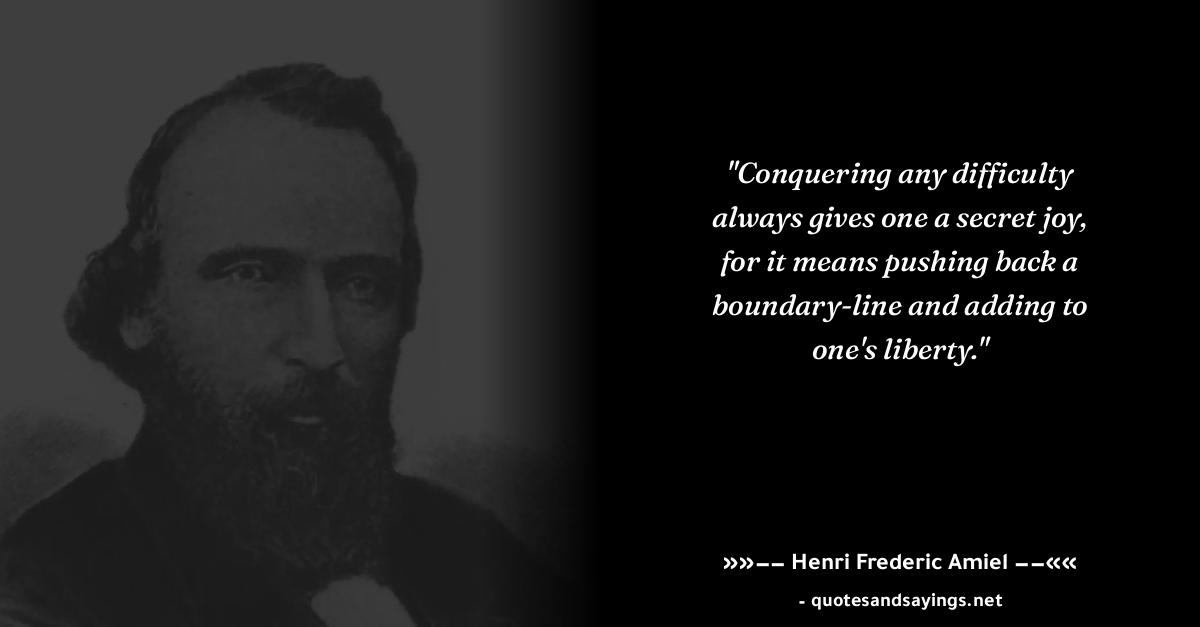 "Conquering any difficulty
always gives one a secret joy,
for it means pushing back a
boundary-line and adding to
one's liberty."
»»−− Henri Frederic Amiel −−««
- quotesandsayings.net